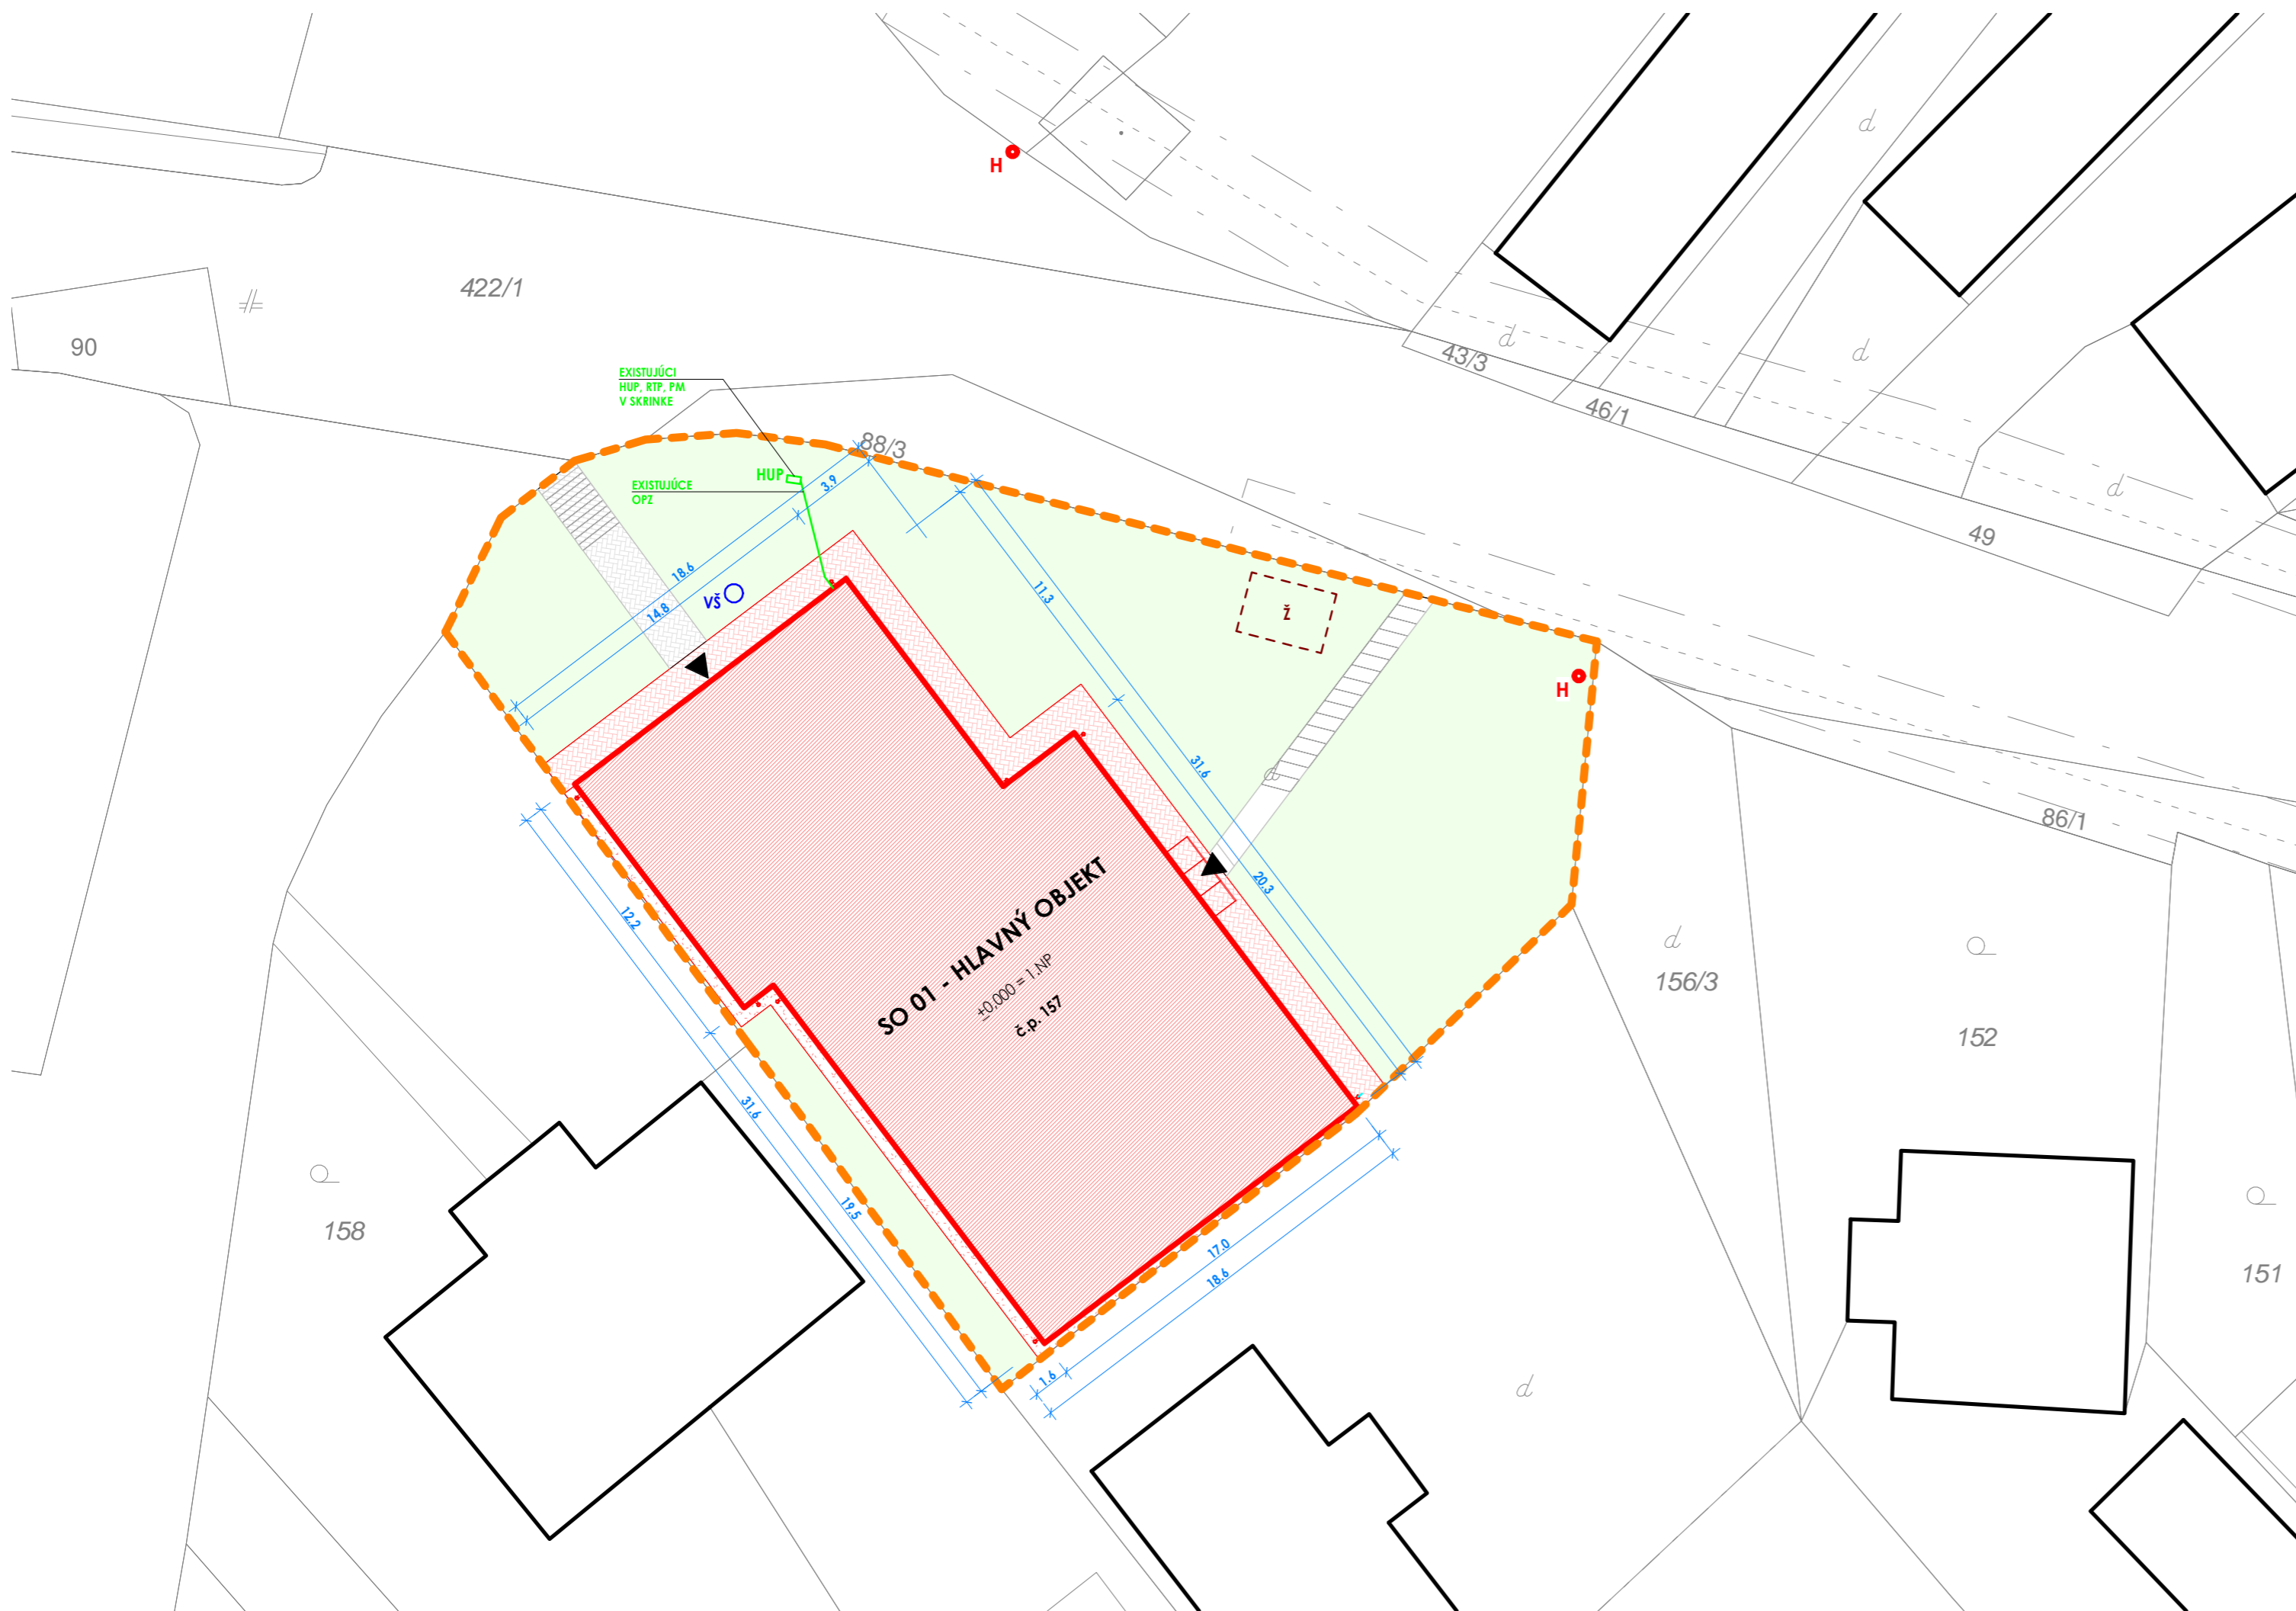 H
d
422/1
90
d
d
43/3
46/1
d
49
EXISTUJÚCI
HUP, RTP, PM
V SKRINKE
88/3
HUP
EXISTUJÚCE
OPZ
3.9
18.6
14.8
VŠ
11.3
Ž
H
31.6
d
86/1
20.3
12.2
SO 01 - HLAVNÝ OBJEKT
±0,000 = 1.NP
č.p. 157
d
156/3
152
31.6
19.5
158
17.0
18.6
1.6
151
d